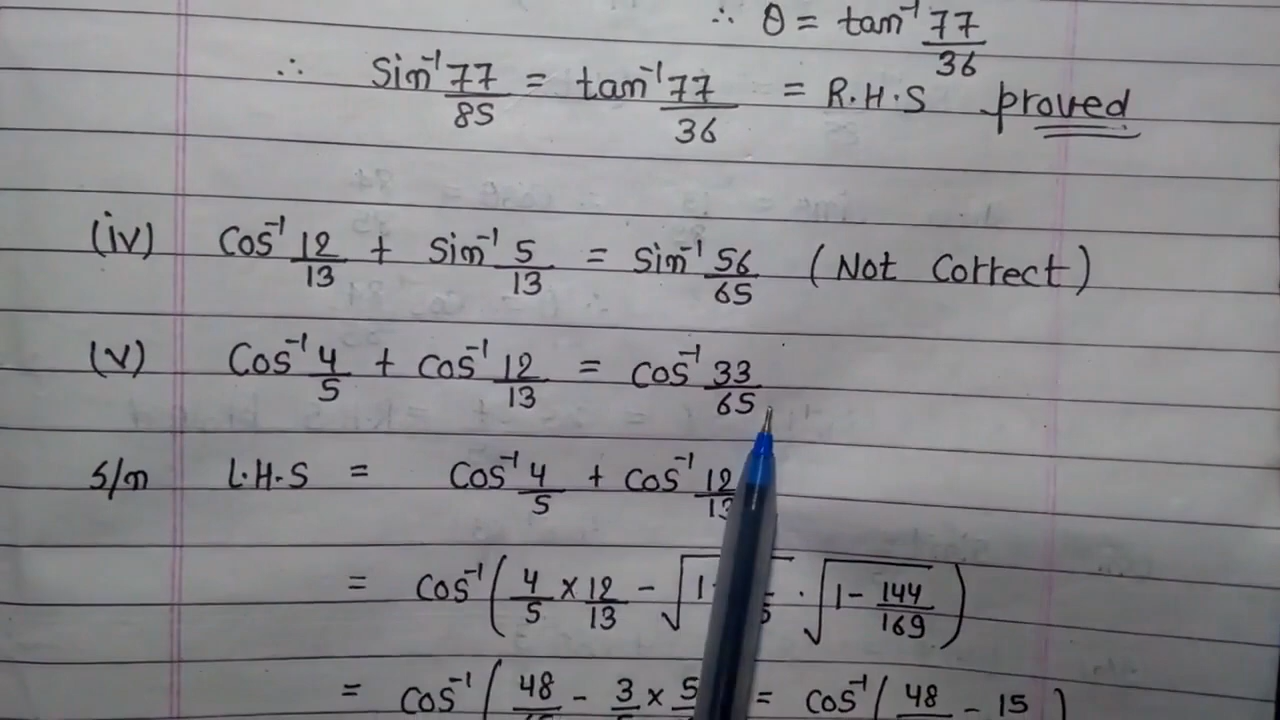 ∴ θ = tan⁻¹ 77/36
∴ Sin⁻¹ 77/85 = tan⁻¹ 77/36 = R.H.S proved
(iv) Cos⁻¹ 12/13 + Sin⁻¹ 5/13 = Sin⁻¹ 56/65 (Not Correct)
(v) Cos⁻¹ 4/5 + Cos⁻¹ 12/13 = Cos⁻¹ 33/65
S/n L.H.S = Cos⁻¹ 4/5 + Cos⁻¹ 12/13
= Cos⁻¹ ( 4/5 × 12/13 − √1 · √1 − 144/169 )
= Cos⁻¹ ( 48 − 3 × 5 = Cos⁻¹ ( 48 − 15 )